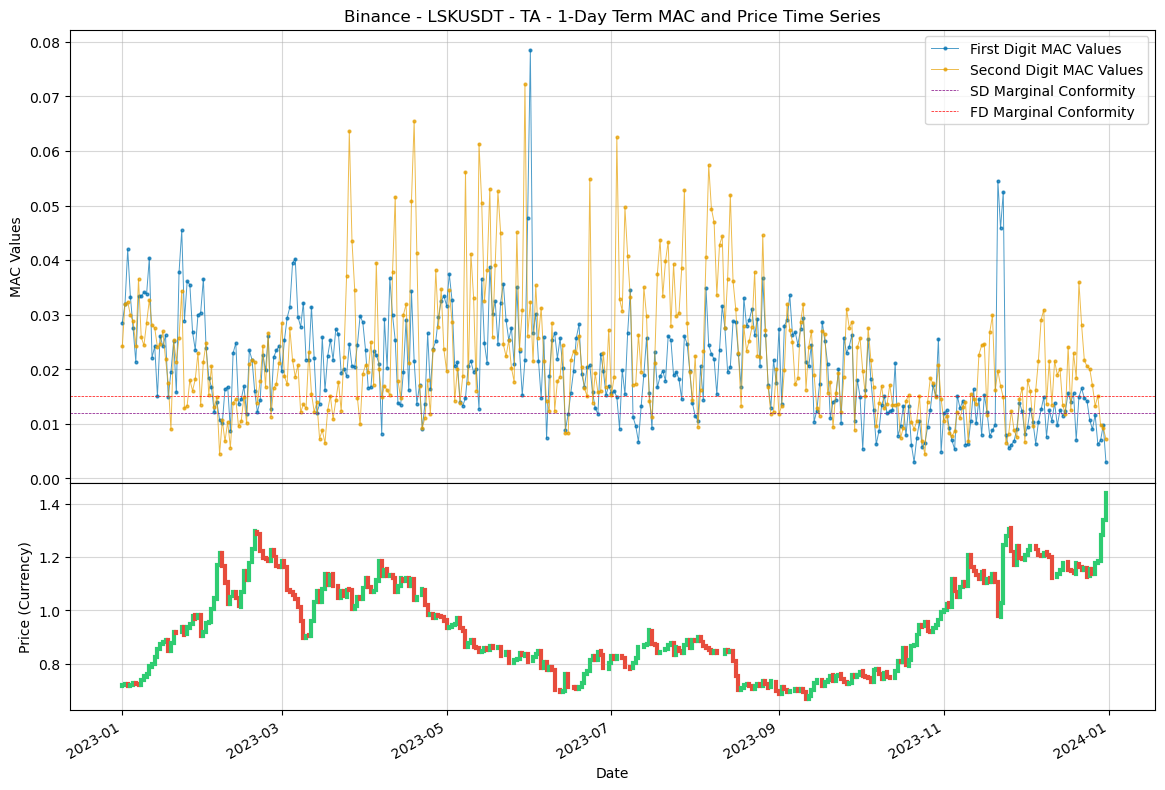 Binance - LSKUSDT - TA - 1-Day Term MAC and Price Time Series
First Digit MAC Values
Second Digit MAC Values
SD Marginal Conformity
FD Marginal Conformity
MAC Values
0.08
0.07
0.06
0.05
0.04
0.03
0.02
0.01
0.00
Price (Currency)
1.4
1.2
1.0
0.8
2023-01
2023-03
2023-05
2023-07
2023-09
2023-11
2024-01
Date